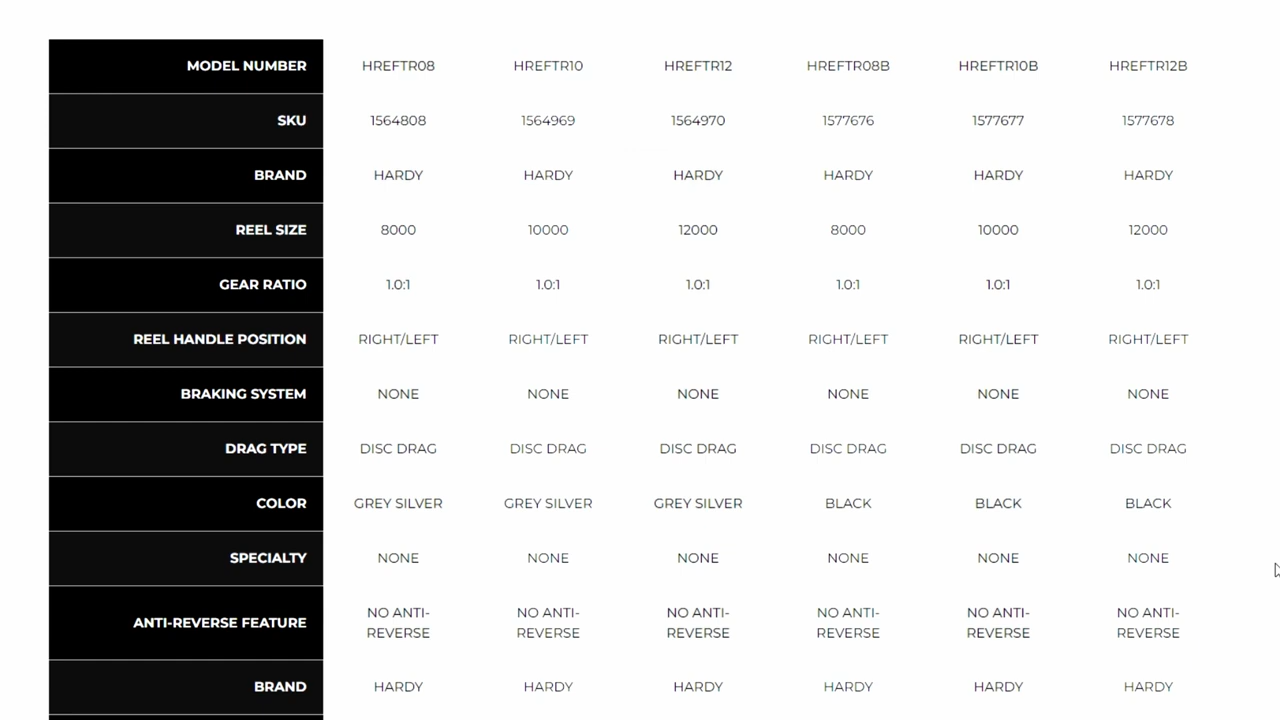 MODEL NUMBER HREFTR08 HREFTR10 HREFTR12 HREFTR08B HREFTR10B HREFTR12B
SKU 1564808 1564969 1564970 1577676 1577677 1577678
BRAND HARDY HARDY HARDY HARDY HARDY HARDY
REEL SIZE 8000 10000 12000 8000 10000 12000
GEAR RATIO 1.0:1 1.0:1 1.0:1 1.0:1 1.0:1 1.0:1
REEL HANDLE POSITION RIGHT/LEFT RIGHT/LEFT RIGHT/LEFT RIGHT/LEFT RIGHT/LEFT RIGHT/LEFT
BRAKING SYSTEM NONE NONE NONE NONE NONE NONE
DRAG TYPE DISC DRAG DISC DRAG DISC DRAG DISC DRAG DISC DRAG DISC DRAG
COLOR GREY SILVER GREY SILVER GREY SILVER BLACK BLACK BLACK
SPECIALTY NONE NONE NONE NONE NONE NONE
ANTI-REVERSE FEATURE NO ANTI- NO ANTI- NO ANTI- NO ANTI- NO ANTI- NO ANTI-
REVERSE REVERSE REVERSE REVERSE REVERSE REVERSE
BRAND HARDY HARDY HARDY HARDY HARDY HARDY